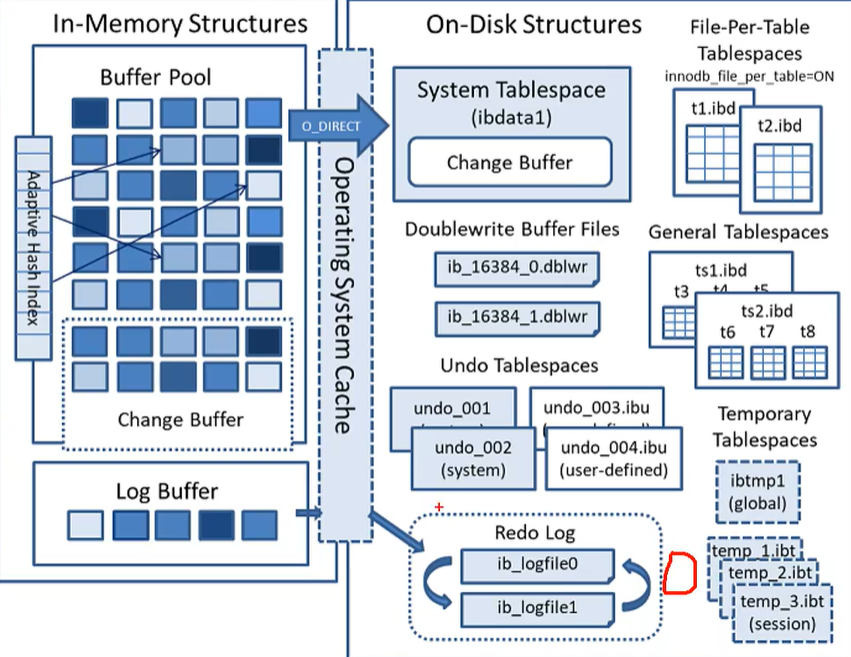 In-Memory Structures
Buffer Pool
Adaptive Hash Index
Change Buffer
Log Buffer
O_DIRECT
Operating System Cache
On-Disk Structures
System Tablespace
(ibdata1)
Change Buffer
Doublewrite Buffer Files
ib_16384_0.dblwr
ib_16384_1.dblwr
Undo Tablespaces
undo_001
undo_002
(system)
undo_003.ibu
undo_004.ibu
(user-defined)
Redo Log
ib_logfile0
ib_logfile1
File-Per-Table
Tablespaces
innodb_file_per_table=ON
t1.ibd
t2.ibd
General Tablespaces
ts1.ibd
t3 t4 t5
ts2.ibd
t6 t7 t8
Temporary
Tablespaces
ibtmp1
(global)
temp_1.ibt
temp_2.ibt
temp_3.ibt
(session)